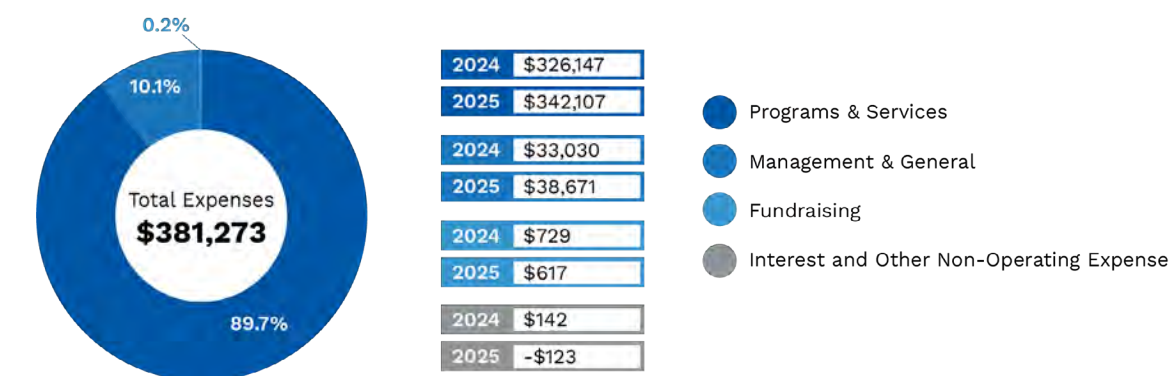 0.2%
10.1%
Total Expenses
$381,273
89.7%
2024 $326,147
2025 $342,107
2024 $33,030
2025 $38,671
2024 $729
2025 $617
2024 $142
2025 -$123
Programs & Services
Management & General
Fundraising
Interest and Other Non-Operating Expense